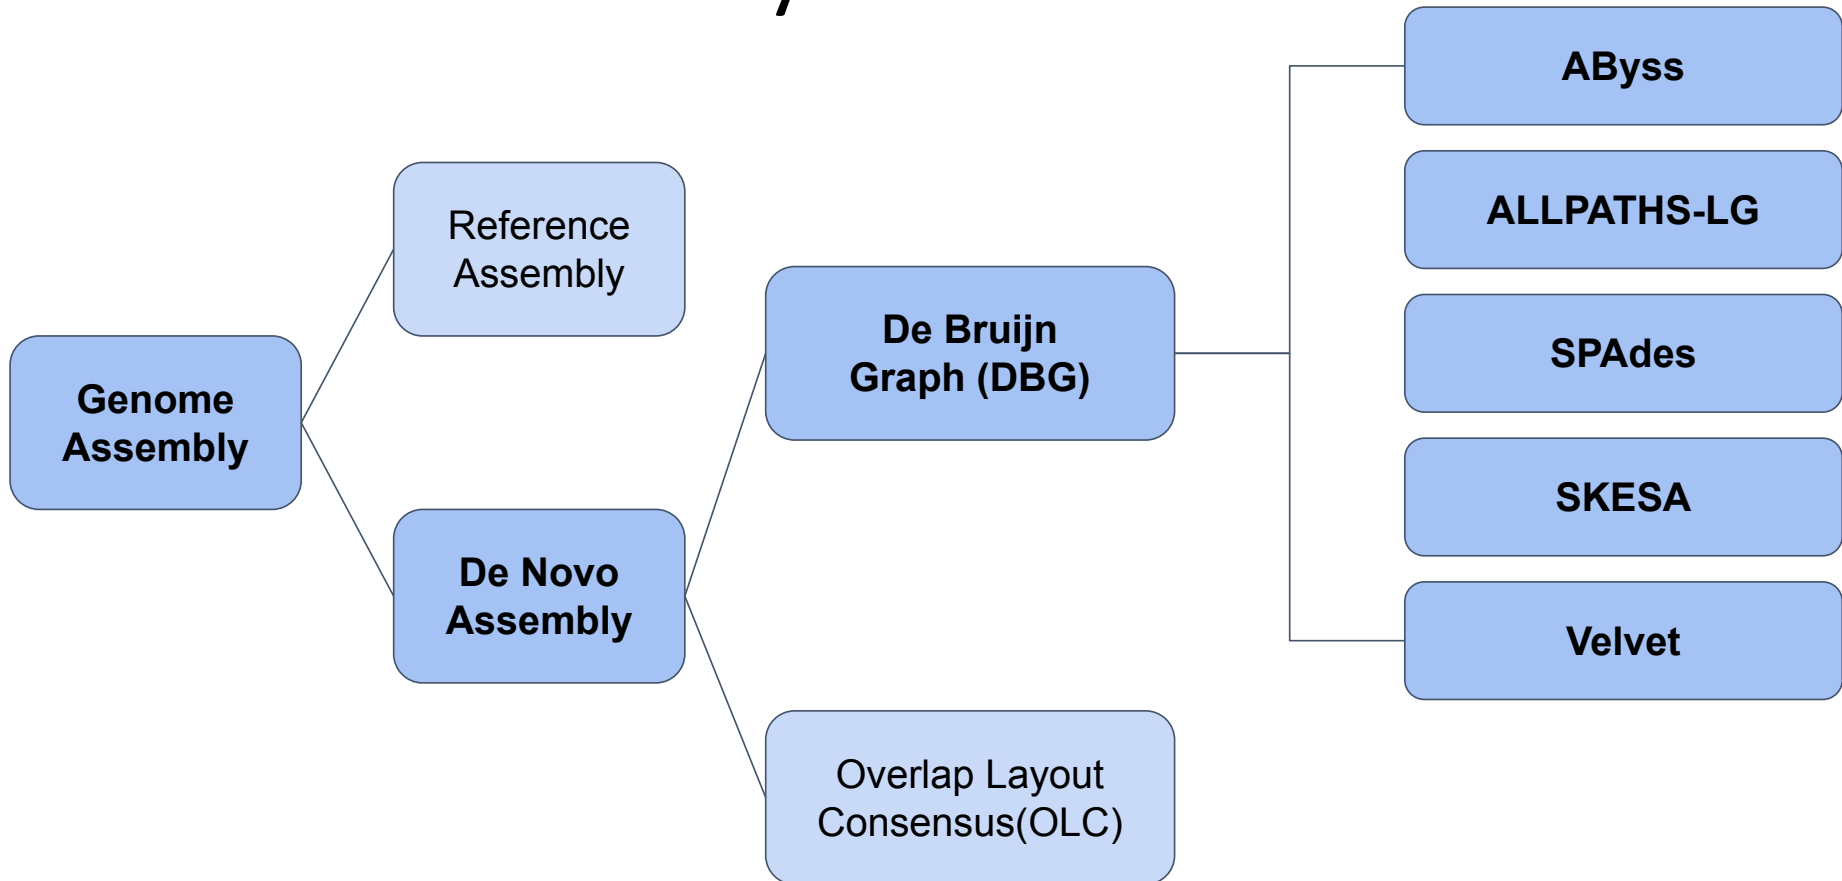 Genome
Assembly
Reference
Assembly
De Novo
Assembly
De Bruijn
Graph (DBG)
Overlap Layout
Consensus(OLC)
AByss
ALLPATHS-LG
SPAdes
SKESA
Velvet